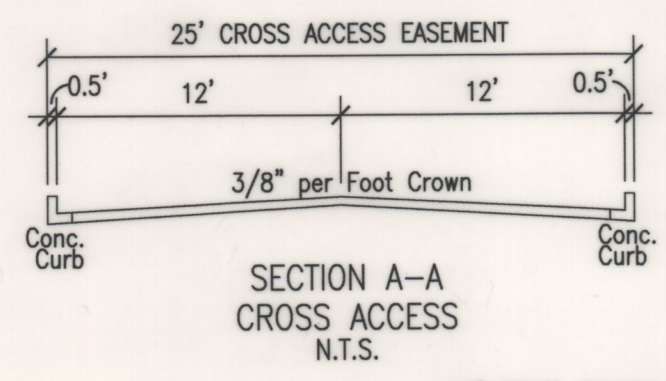 25' CROSS ACCESS EASEMENT
0.5' 12' 12' 0.5'
3/8" per Foot Crown
Conc. Curb
Conc. Curb
SECTION A-A
CROSS ACCESS
N.T.S.